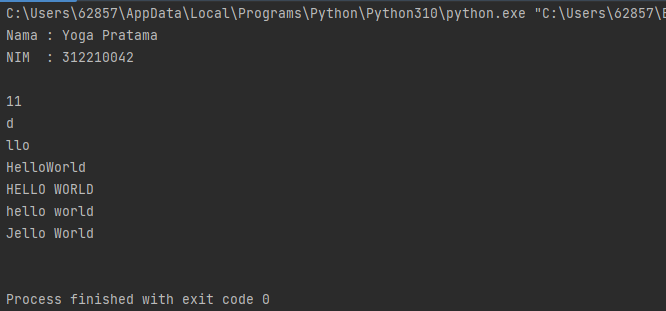 C:\Users\62857\AppData\Local\Programs\Python\Python310\python.exe "C:\Users\62857\
Nama : Yoga Pratama
NIM  : 312210042
11
d
llo
HelloWorld
HELLO WORLD
hello world
Jello World
Process finished with exit code 0